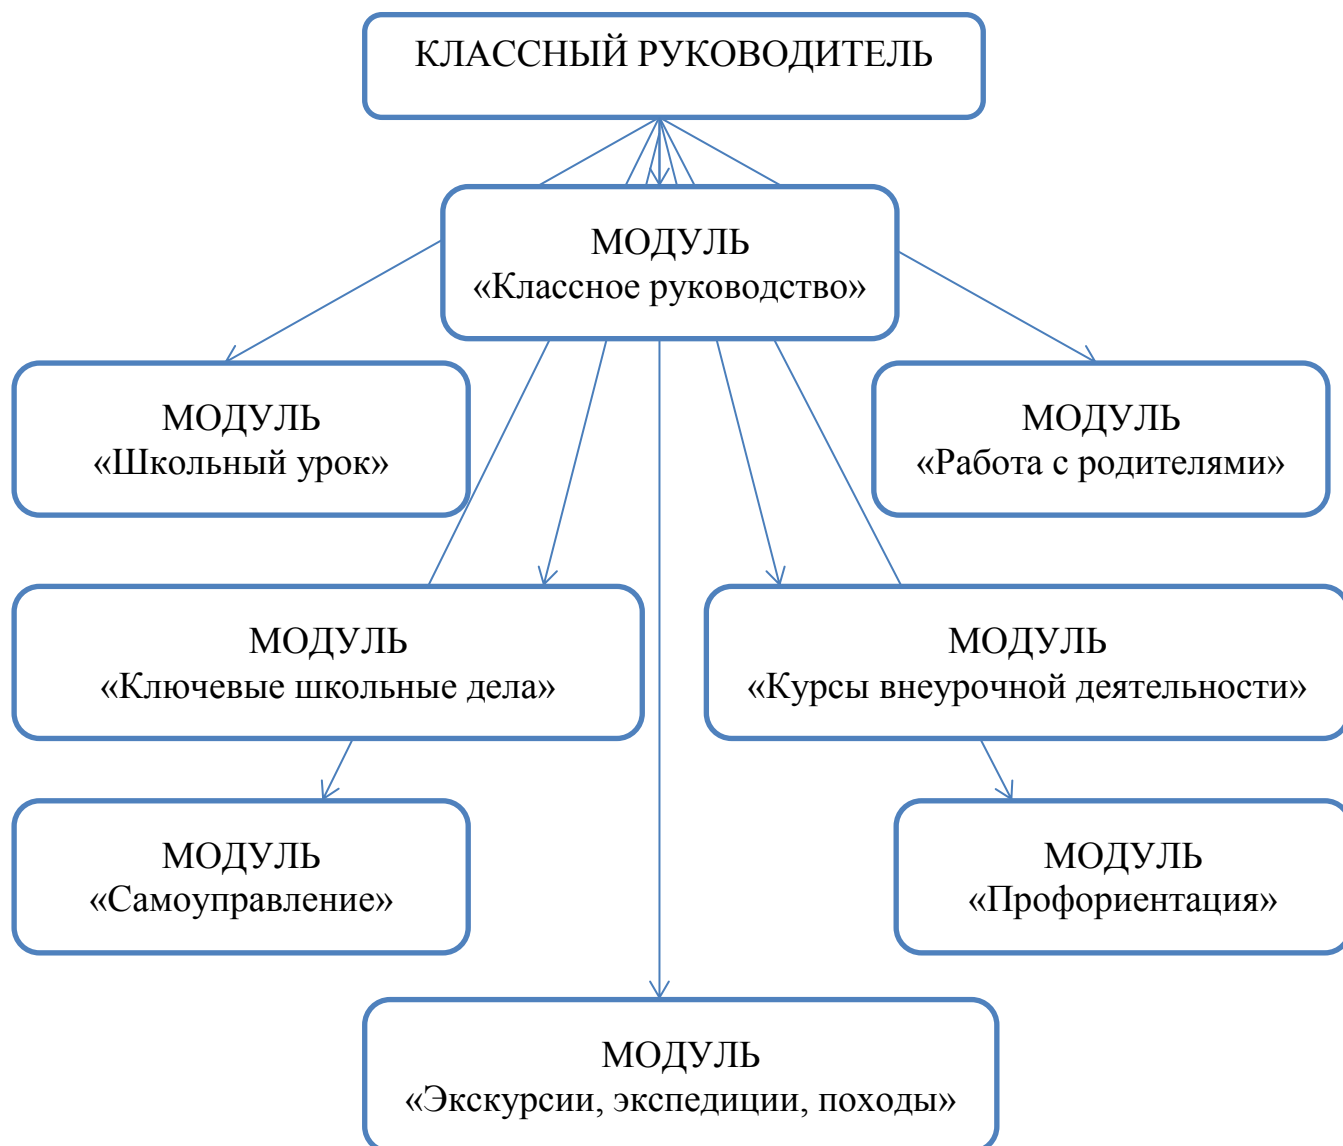 КЛАССНЫЙ РУКОВОДИТЕЛЬ
МОДУЛЬ
«Классное руководство»
МОДУЛЬ
«Школьный урок»
МОДУЛЬ
«Работа с родителями»
МОДУЛЬ
«Ключевые школьные дела»
МОДУЛЬ
«Курсы внеурочной деятельности»
МОДУЛЬ
«Самоуправление»
МОДУЛЬ
«Профориентация»
МОДУЛЬ
«Экскурсии, экспедиции, походы»